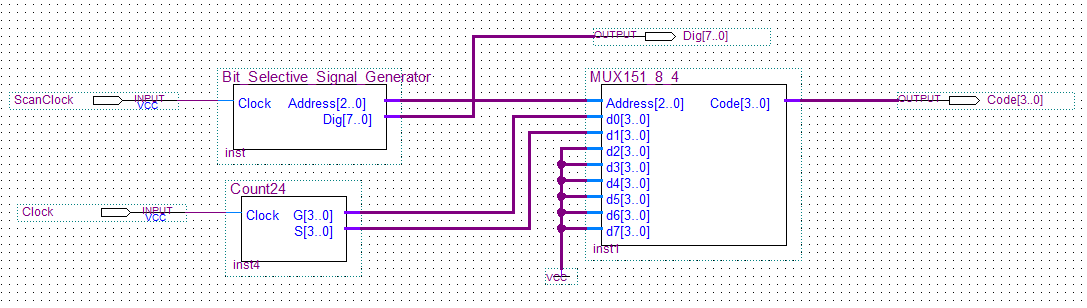 OUTPUT Dig[7..0]
Bit_Selective_Signal_Generator
MUX151_8_4
ScanClock INPUT VCC
Clock Address[2..0]
Dig[7..0]
inst
Address[2..0] Code[3..0]
d0[3..0]
d1[3..0]
d2[3..0]
d3[3..0]
d4[3..0]
d5[3..0]
d6[3..0]
d7[3..0]
inst1
OUTPUT Code[3..0]
Count24
Clock INPUT VCC
Clock G[3..0]
S[3..0]
inst4
VCC